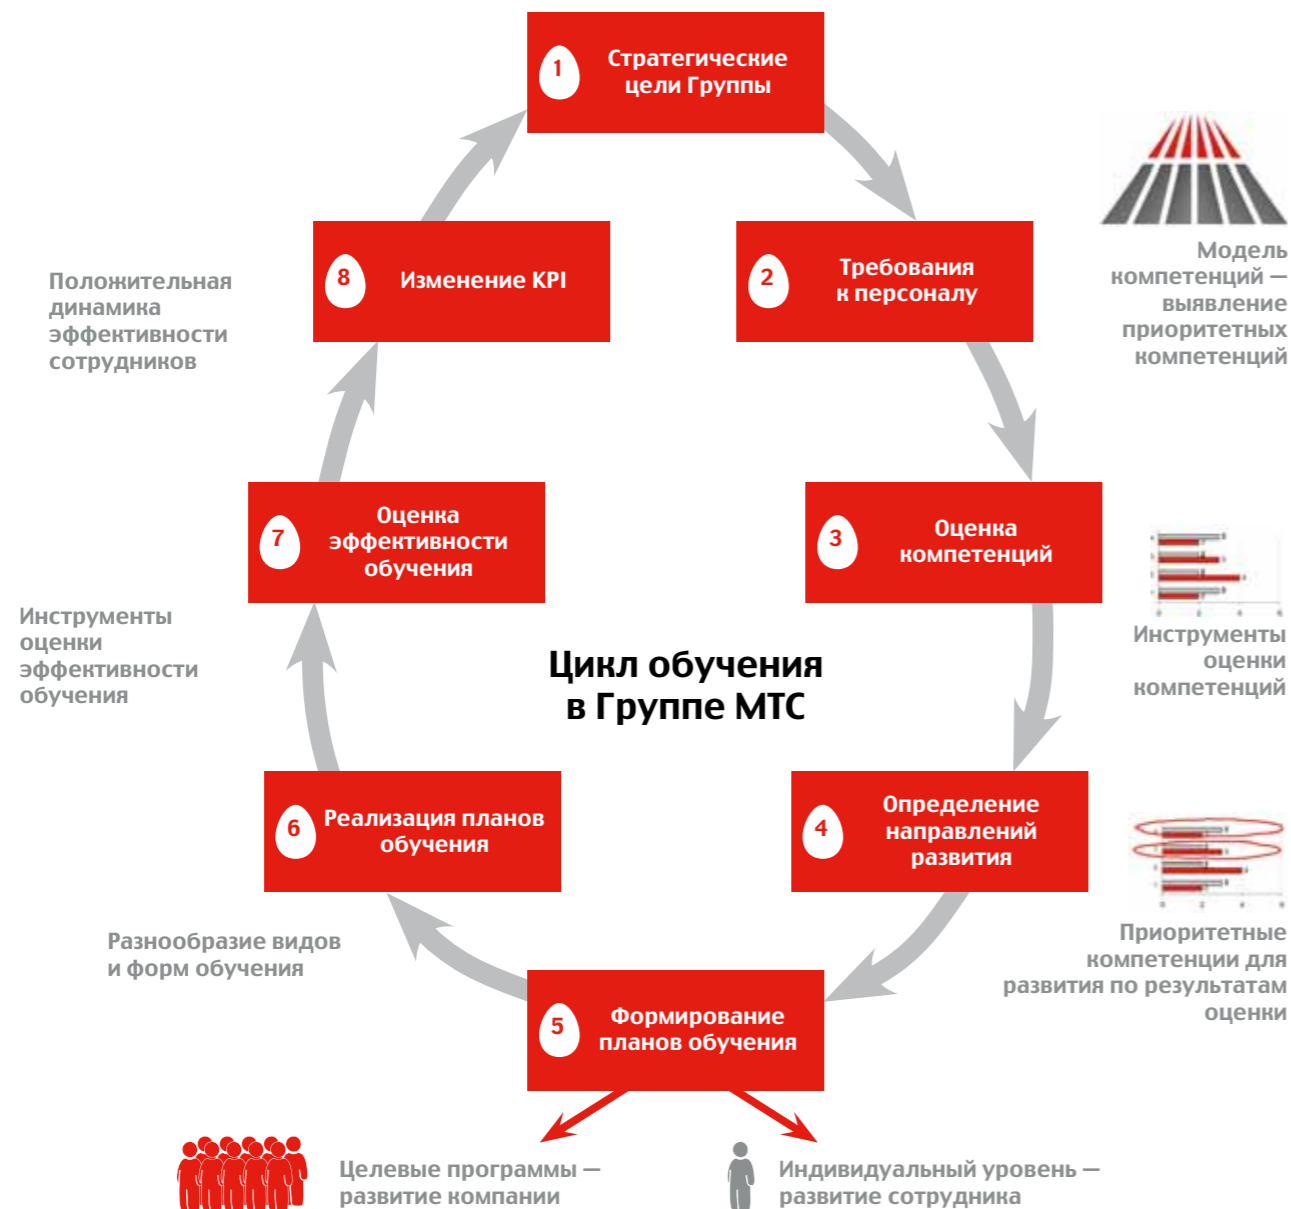 1
Стратегические
цели Группы
2
Требования
к персоналу
Модель
компетенций —
выявление
приоритетных
компетенций
3
Оценка
компетенций
Инструменты
оценки
компетенций
4
Определение
направлений
развития
Приоритетные
компетенции для
развития по результатам
оценки
5
Формирование
планов обучения
Целевые программы —
развитие компании
Индивидуальный уровень —
развитие сотрудника
6
Реализация планов
обучения
Разнообразие видов
и форм обучения
7
Оценка
эффективности
обучения
Инструменты
оценки
эффективности
обучения
8
Изменение KPI
Положительная
динамика
эффективности
сотрудников
Цикл обучения
в Группе МТС